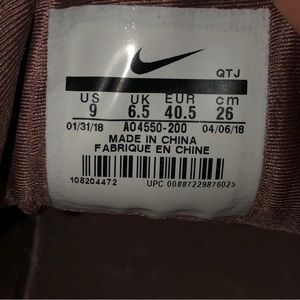 QTJ
US UK EUR cm
9 6.5 40.5 26
01/31/18 AO4550-200 04/06/18
MADE IN CHINA
FABRIQUE EN CHINE
108204472 UPC 00887229876025